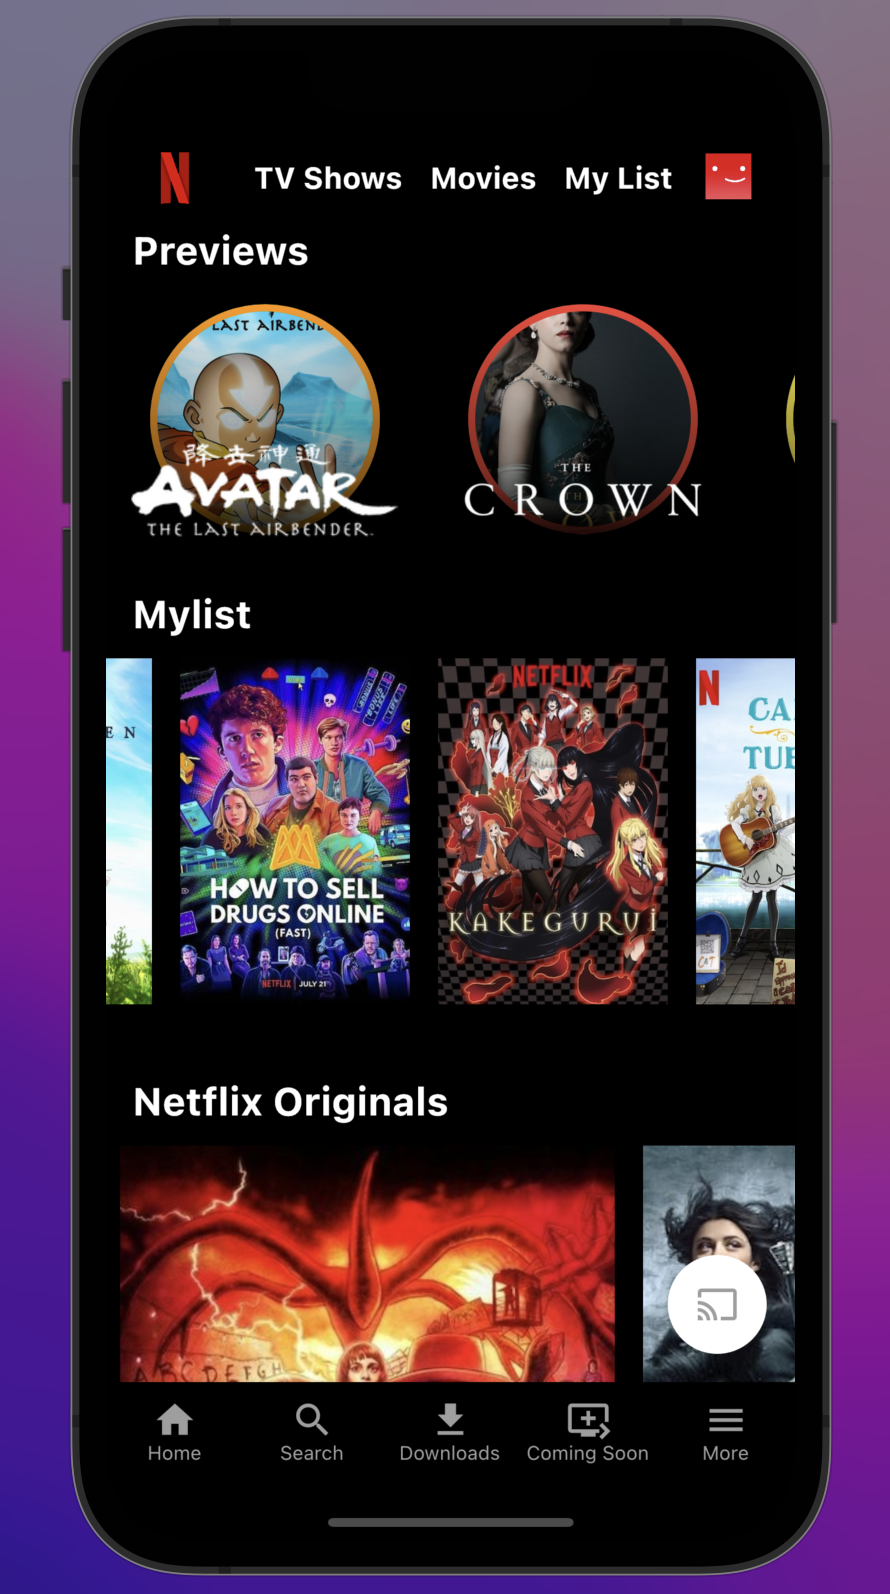 N
TV Shows Movies My List
Previews
LAST AIRBEN
降去神通
AVATAR
THE LAST AIRBENDER
THE
CROWN
Mylist
E N
HOW TO SELL
DRUGS ONLINE
(FAST)
NETFLIX | JULY 21
NETFLIX
KAKEGURUI
N
CA
TUE
CAT
Netflix Originals
A B C D E F G H
Home Search Downloads Coming Soon More